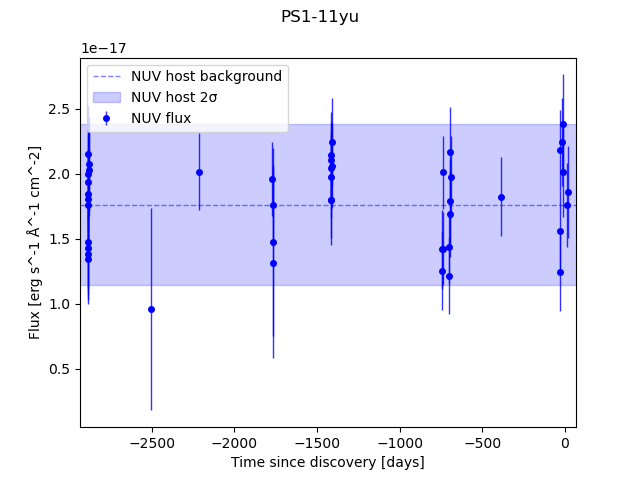 PS1-11yu
1e−17
NUV host background
NUV host 2σ
NUV flux
Flux [erg s^-1 Å^-1 cm^-2]
2.5
2.0
1.5
1.0
0.5
−2500
−2000
−1500
−1000
−500
0
Time since discovery [days]